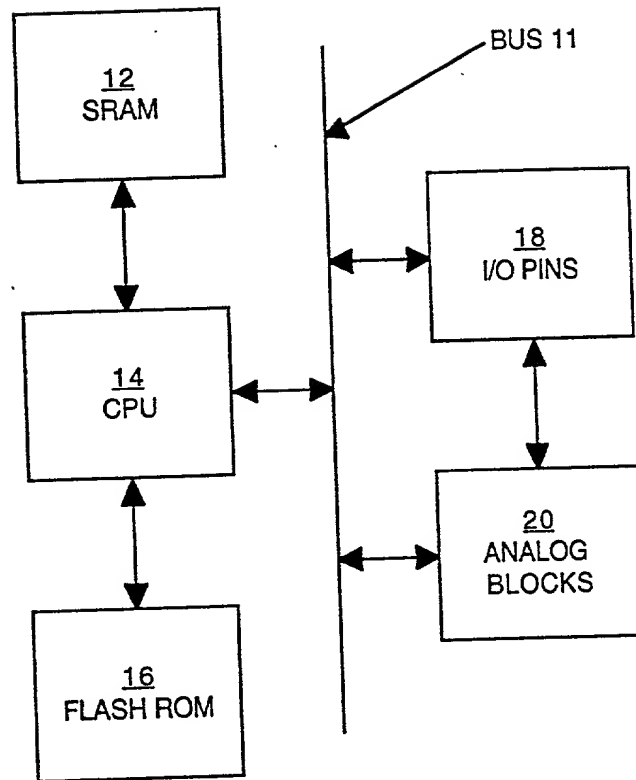 12
SRAM
BUS 11
18
I/O PINS
14
CPU
20
ANALOG
BLOCKS
16
FLASH ROM